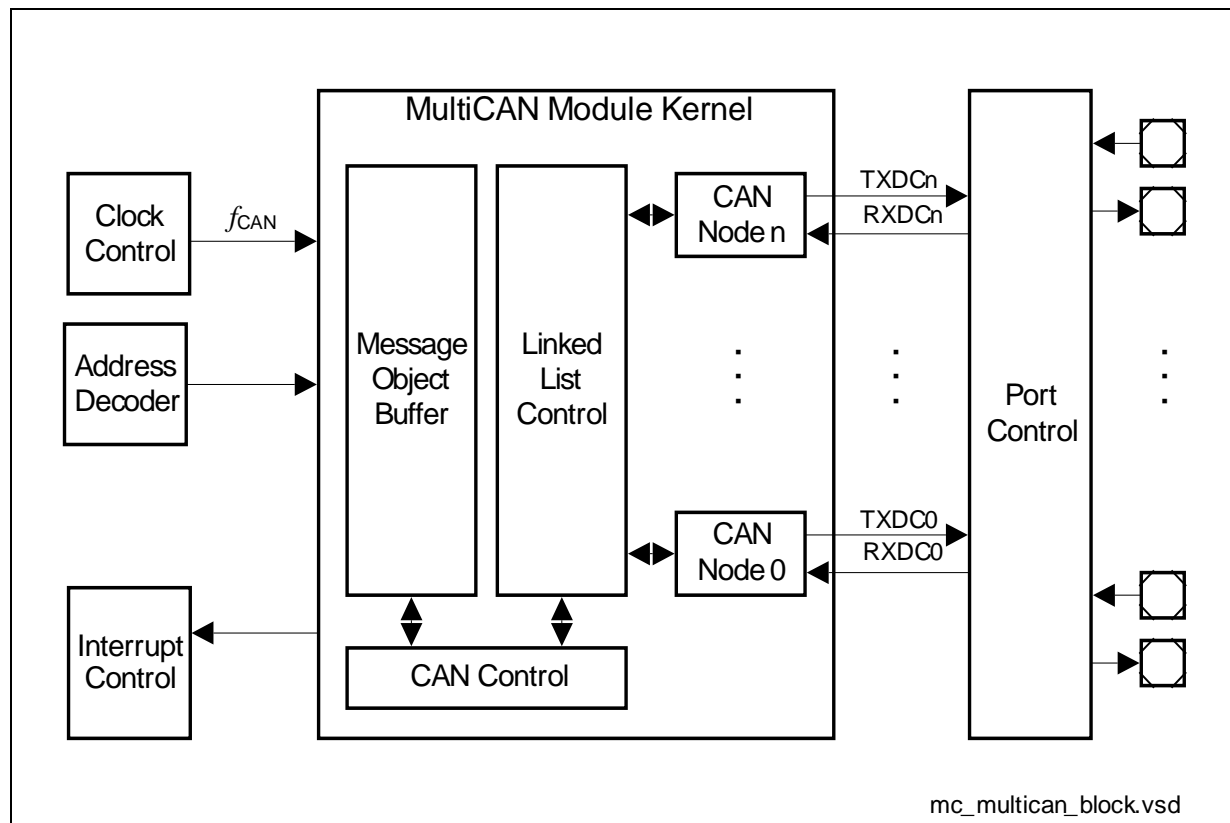 MultiCAN Module Kernel
Clock
Control
fCAN
Address
Decoder
Interrupt
Control
Message
Object
Buffer
Linked
List
Control
CAN Control
CAN
Node n
TXDCn
RXDCn
CAN
Node 0
TXDC0
RXDC0
Port
Control
mc_multican_block.vsd